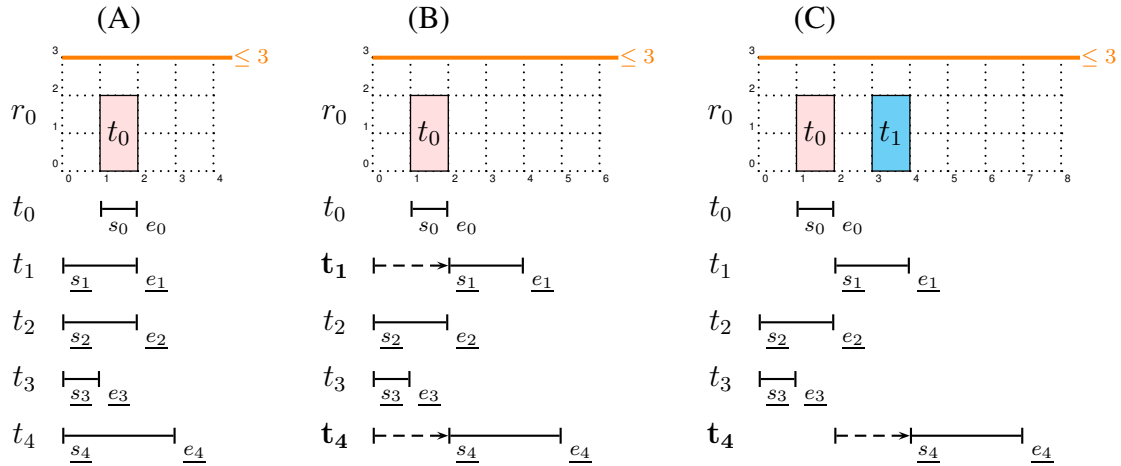 (A) (B) (C)
3 ≤ 3 3 ≤ 3 3 ≤ 3
2 2 2
r₀ t₀ r₀ t₀ r₀ t₀ t₁
1 1 1
0 0 0
0 1 2 3 4 0 1 2 3 4 5 6 0 1 2 3 4 5 6 7 8
t₀ s₀ e₀ t₀ s₀ e₀ t₀ s₀ e₀
t₁ s₁ e₁ t₁ s₁ e₁ t₁ s₁ e₁
t₂ s₂ e₂ t₂ s₂ e₂ t₂ s₂ e₂
t₃ s₃ e₃ t₃ s₃ e₃ t₃ s₃ e₃
t₄ s₄ e₄ t₄ s₄ e₄ t₄ s₄ e₄